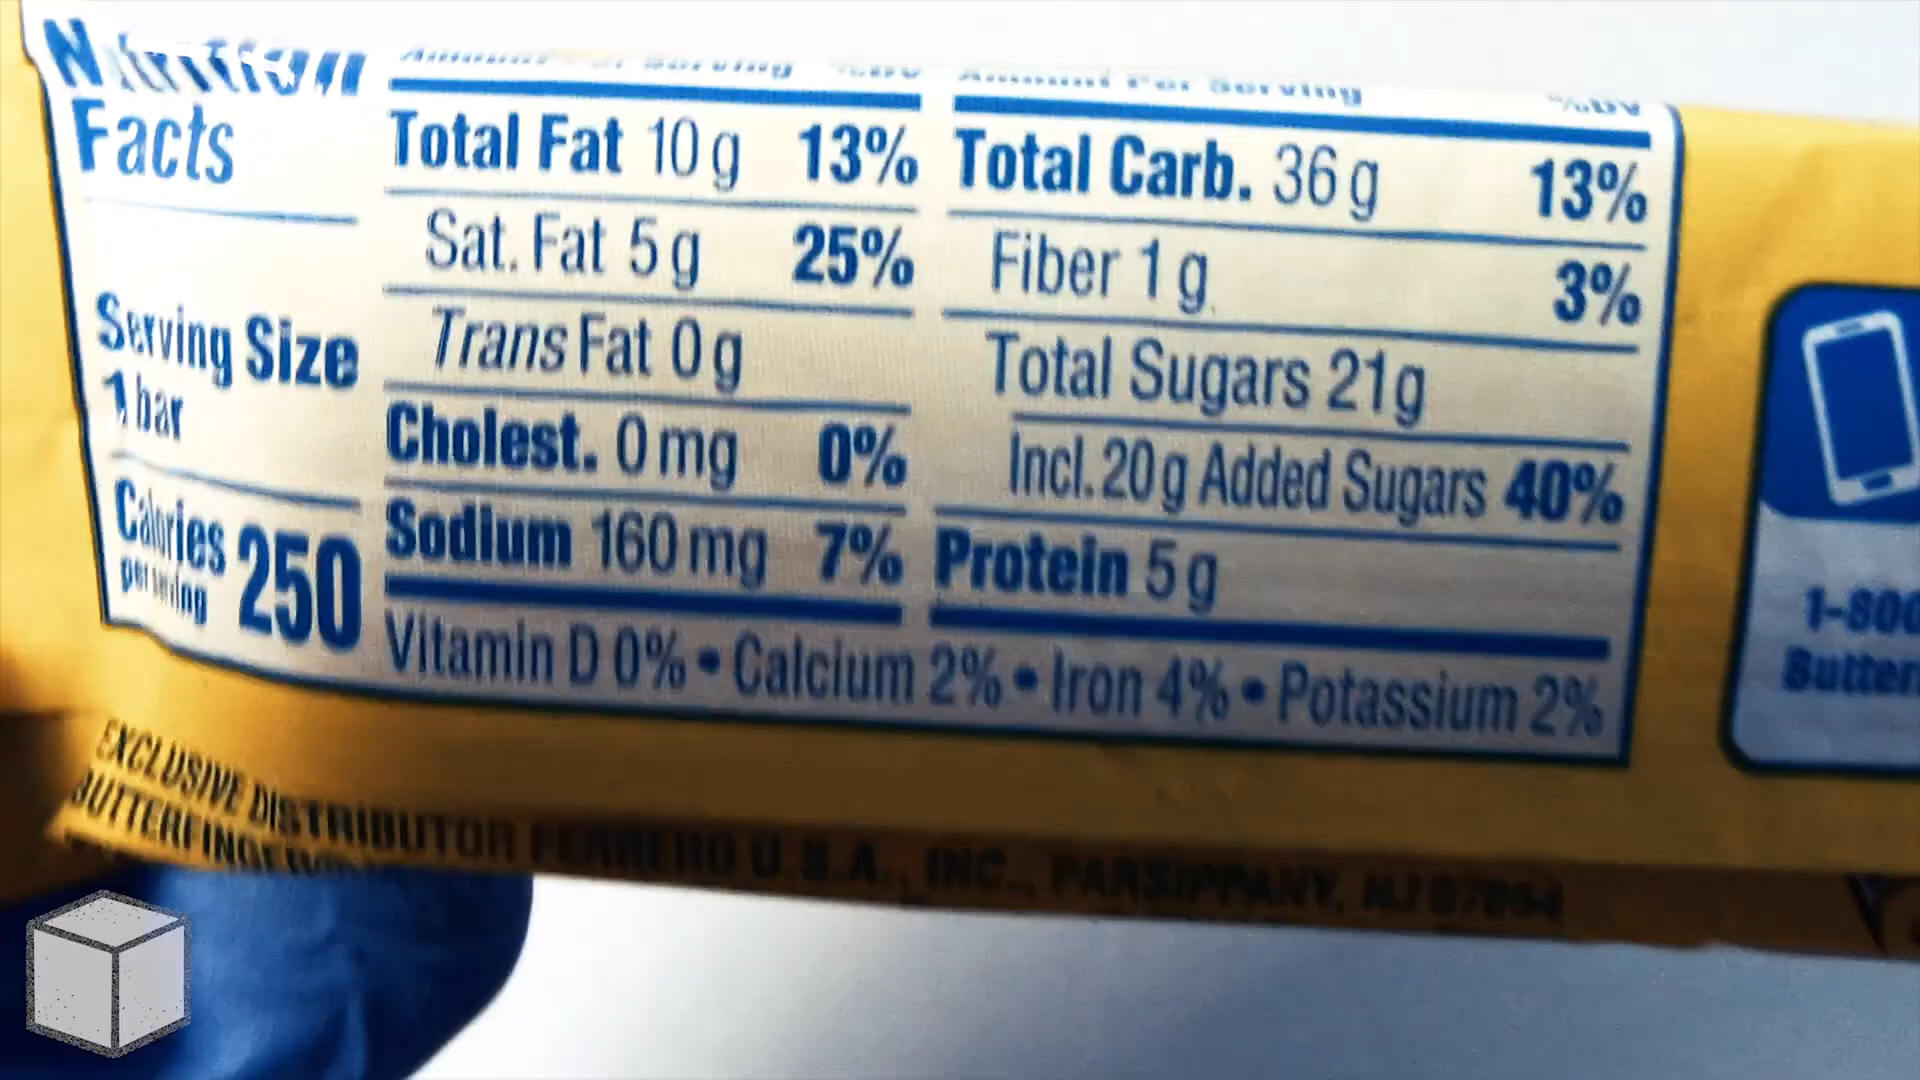 Nutrition
Facts
Serving Size
1 bar
Calories
per serving
250
Amount Per Serving %DV
Total Fat 10 g 13%
Sat. Fat 5 g 25%
Trans Fat 0 g
Cholest. 0 mg 0%
Sodium 160 mg 7%
Amount Per Serving %DV
Total Carb. 36 g 13%
Fiber 1 g 3%
Total Sugars 21g
Incl. 20 g Added Sugars 40%
Protein 5 g
Vitamin D 0% • Calcium 2% • Iron 4% • Potassium 2%
EXCLUSIVE DISTRIBUTOR FERRERO U.S.A., INC., PARSIPPANY, NJ 07054
1-800
Butter